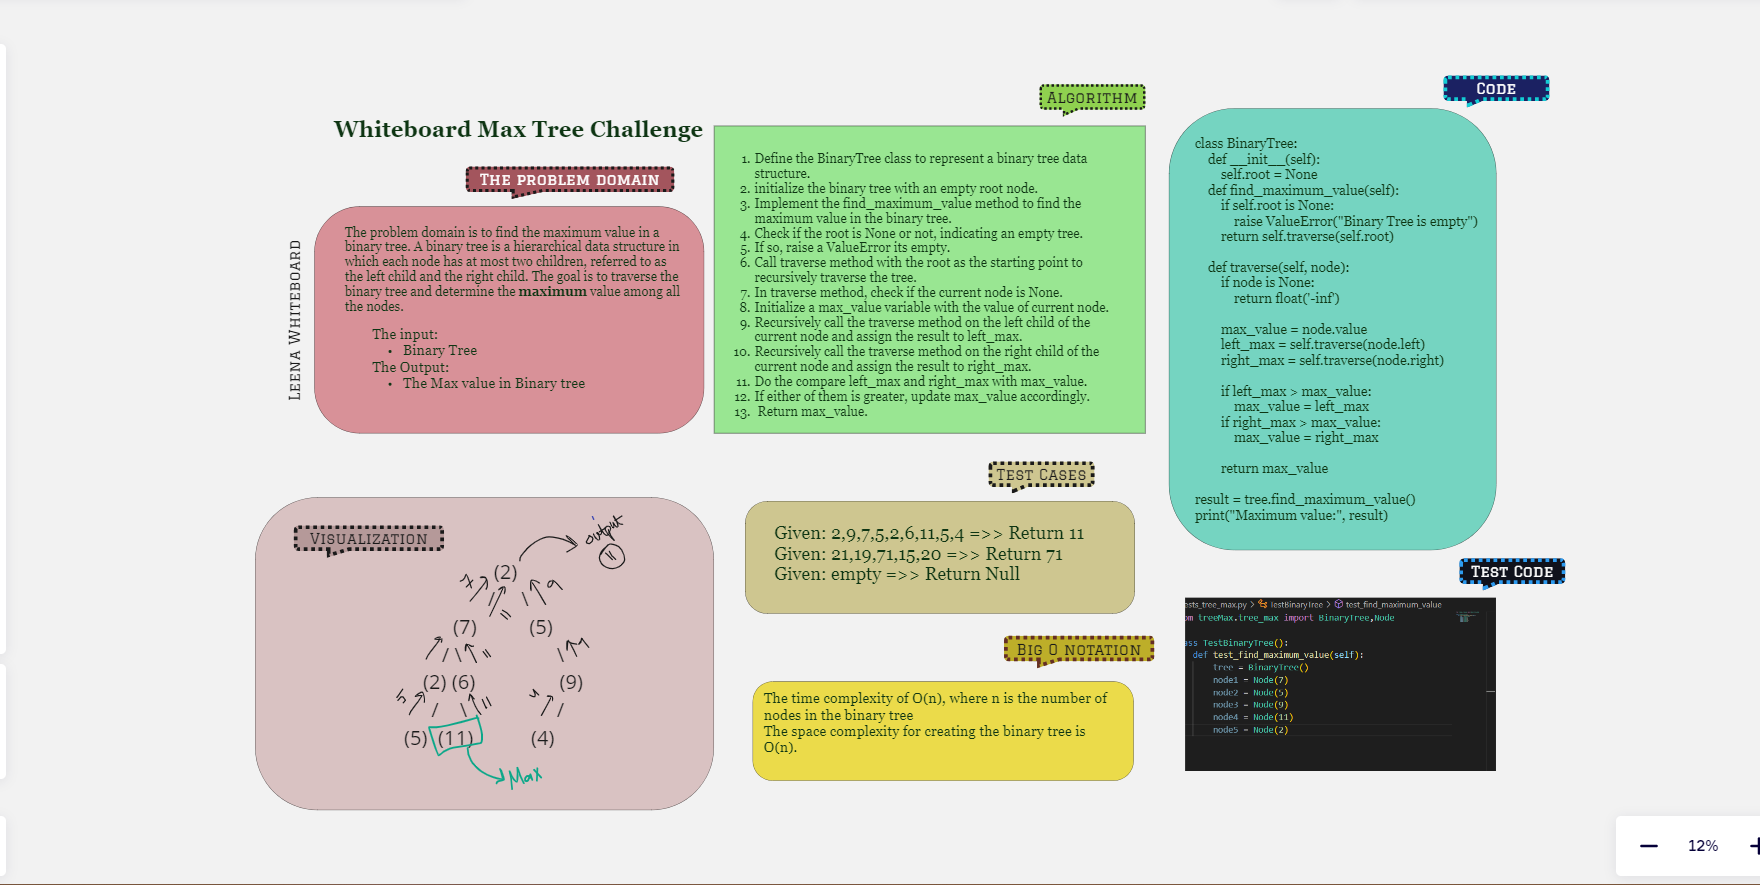 Whiteboard Max Tree Challenge
LEENA WHITEBOARD
THE PROBLEM DOMAIN
The problem domain is to find the maximum value in a
binary tree. A binary tree is a hierarchical data structure in
which each node has at most two children, referred to as
the left child and the right child. The goal is to traverse the
binary tree and determine the maximum value among all
the nodes.
The input:
• Binary Tree
The Output:
• The Max value in Binary tree
ALGORITHM
1. Define the BinaryTree class to represent a binary tree data
structure.
2. initialize the binary tree with an empty root node.
3. Implement the find_maximum_value method to find the
maximum value in the binary tree.
4. Check if the root is None or not, indicating an empty tree.
5. If so, raise a ValueError its empty.
6. Call traverse method with the root as the starting point to
recursively traverse the tree.
7. In traverse method, check if the current node is None.
8. Initialize a max_value variable with the value of current node.
9. Recursively call the traverse method on the left child of the
current node and assign the result to left_max.
10. Recursively call the traverse method on the right child of the
current node and assign the result to right_max.
11. Do the compare left_max and right_max with max_value.
12. If either of them is greater, update max_value accordingly.
13. Return max_value.
CODE
class BinaryTree:
def __init__(self):
self.root = None
def find_maximum_value(self):
if self.root is None:
raise ValueError("Binary Tree is empty")
return self.traverse(self.root)
def traverse(self, node):
if node is None:
return float('-inf')
max_value = node.value
left_max = self.traverse(node.left)
right_max = self.traverse(node.right)
if left_max > max_value:
max_value = left_max
if right_max > max_value:
max_value = right_max
return max_value
result = tree.find_maximum_value()
print("Maximum value:", result)
VISUALIZATION
output
11
(2)
7
9
11
(7) (5)
11
9
(2) (6) (9)
5
11
4
(5) (11) (4)
Max
TEST CASES
Given: 2,9,7,5,2,6,11,5,4 =>> Return 11
Given: 21,19,71,15,20 =>> Return 71
Given: empty =>> Return Null
BIG O NOTATION
The time complexity of O(n), where n is the number of
nodes in the binary tree
The space complexity for creating the binary tree is
O(n).
TEST CODE
ests_tree_max.py > TestBinaryTree > test_find_maximum_value
om treeMax.tree_max import BinaryTree,Node
ass TestBinaryTree():
def test_find_maximum_value(self):
tree = BinaryTree()
node1 = Node(7)
node2 = Node(5)
node3 = Node(9)
node4 = Node(11)
node5 = Node(2)
12%